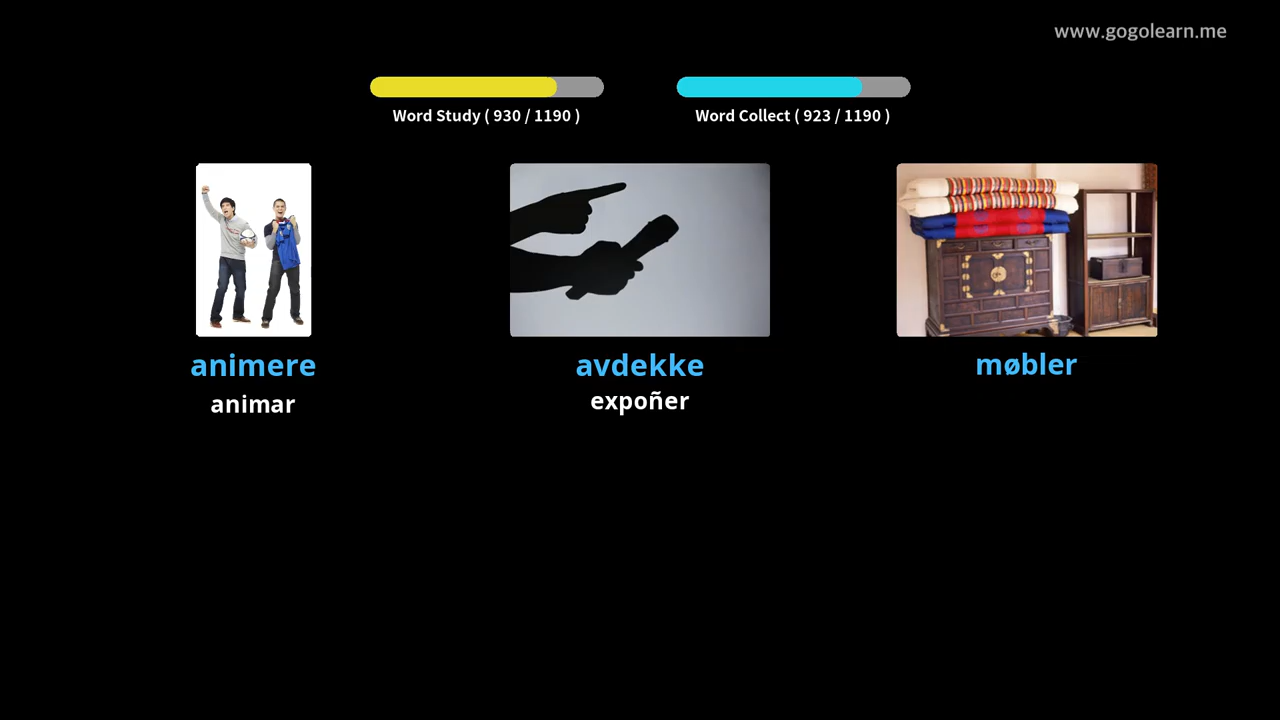 www.gogolearn.me
Word Study ( 930 / 1190 )
Word Collect ( 923 / 1190 )
animere
animar
avdekke
expoñer
møbler